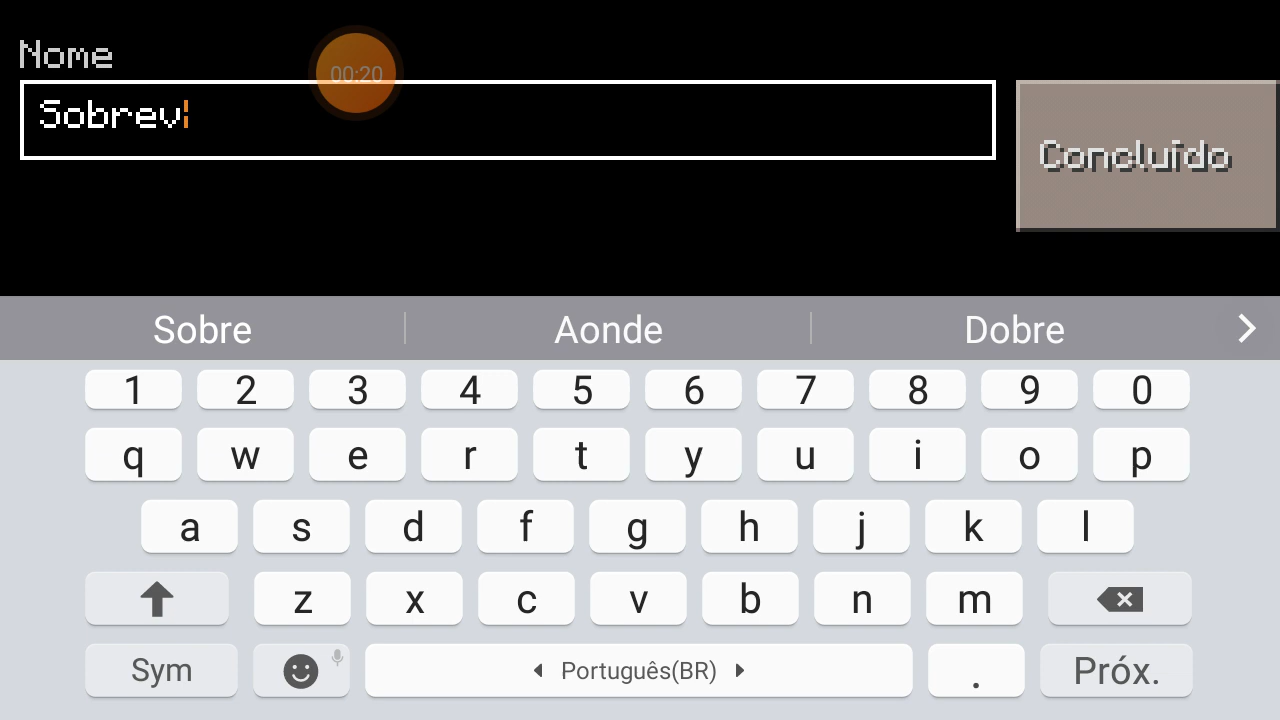 Nome
00:20
Sobrev
Concluído
Sobre Aonde Dobre
1 2 3 4 5 6 7 8 9 0
q w e r t y u i o p
a s d f g h j k l
z x c v b n m
Sym Português(BR) . Próx.